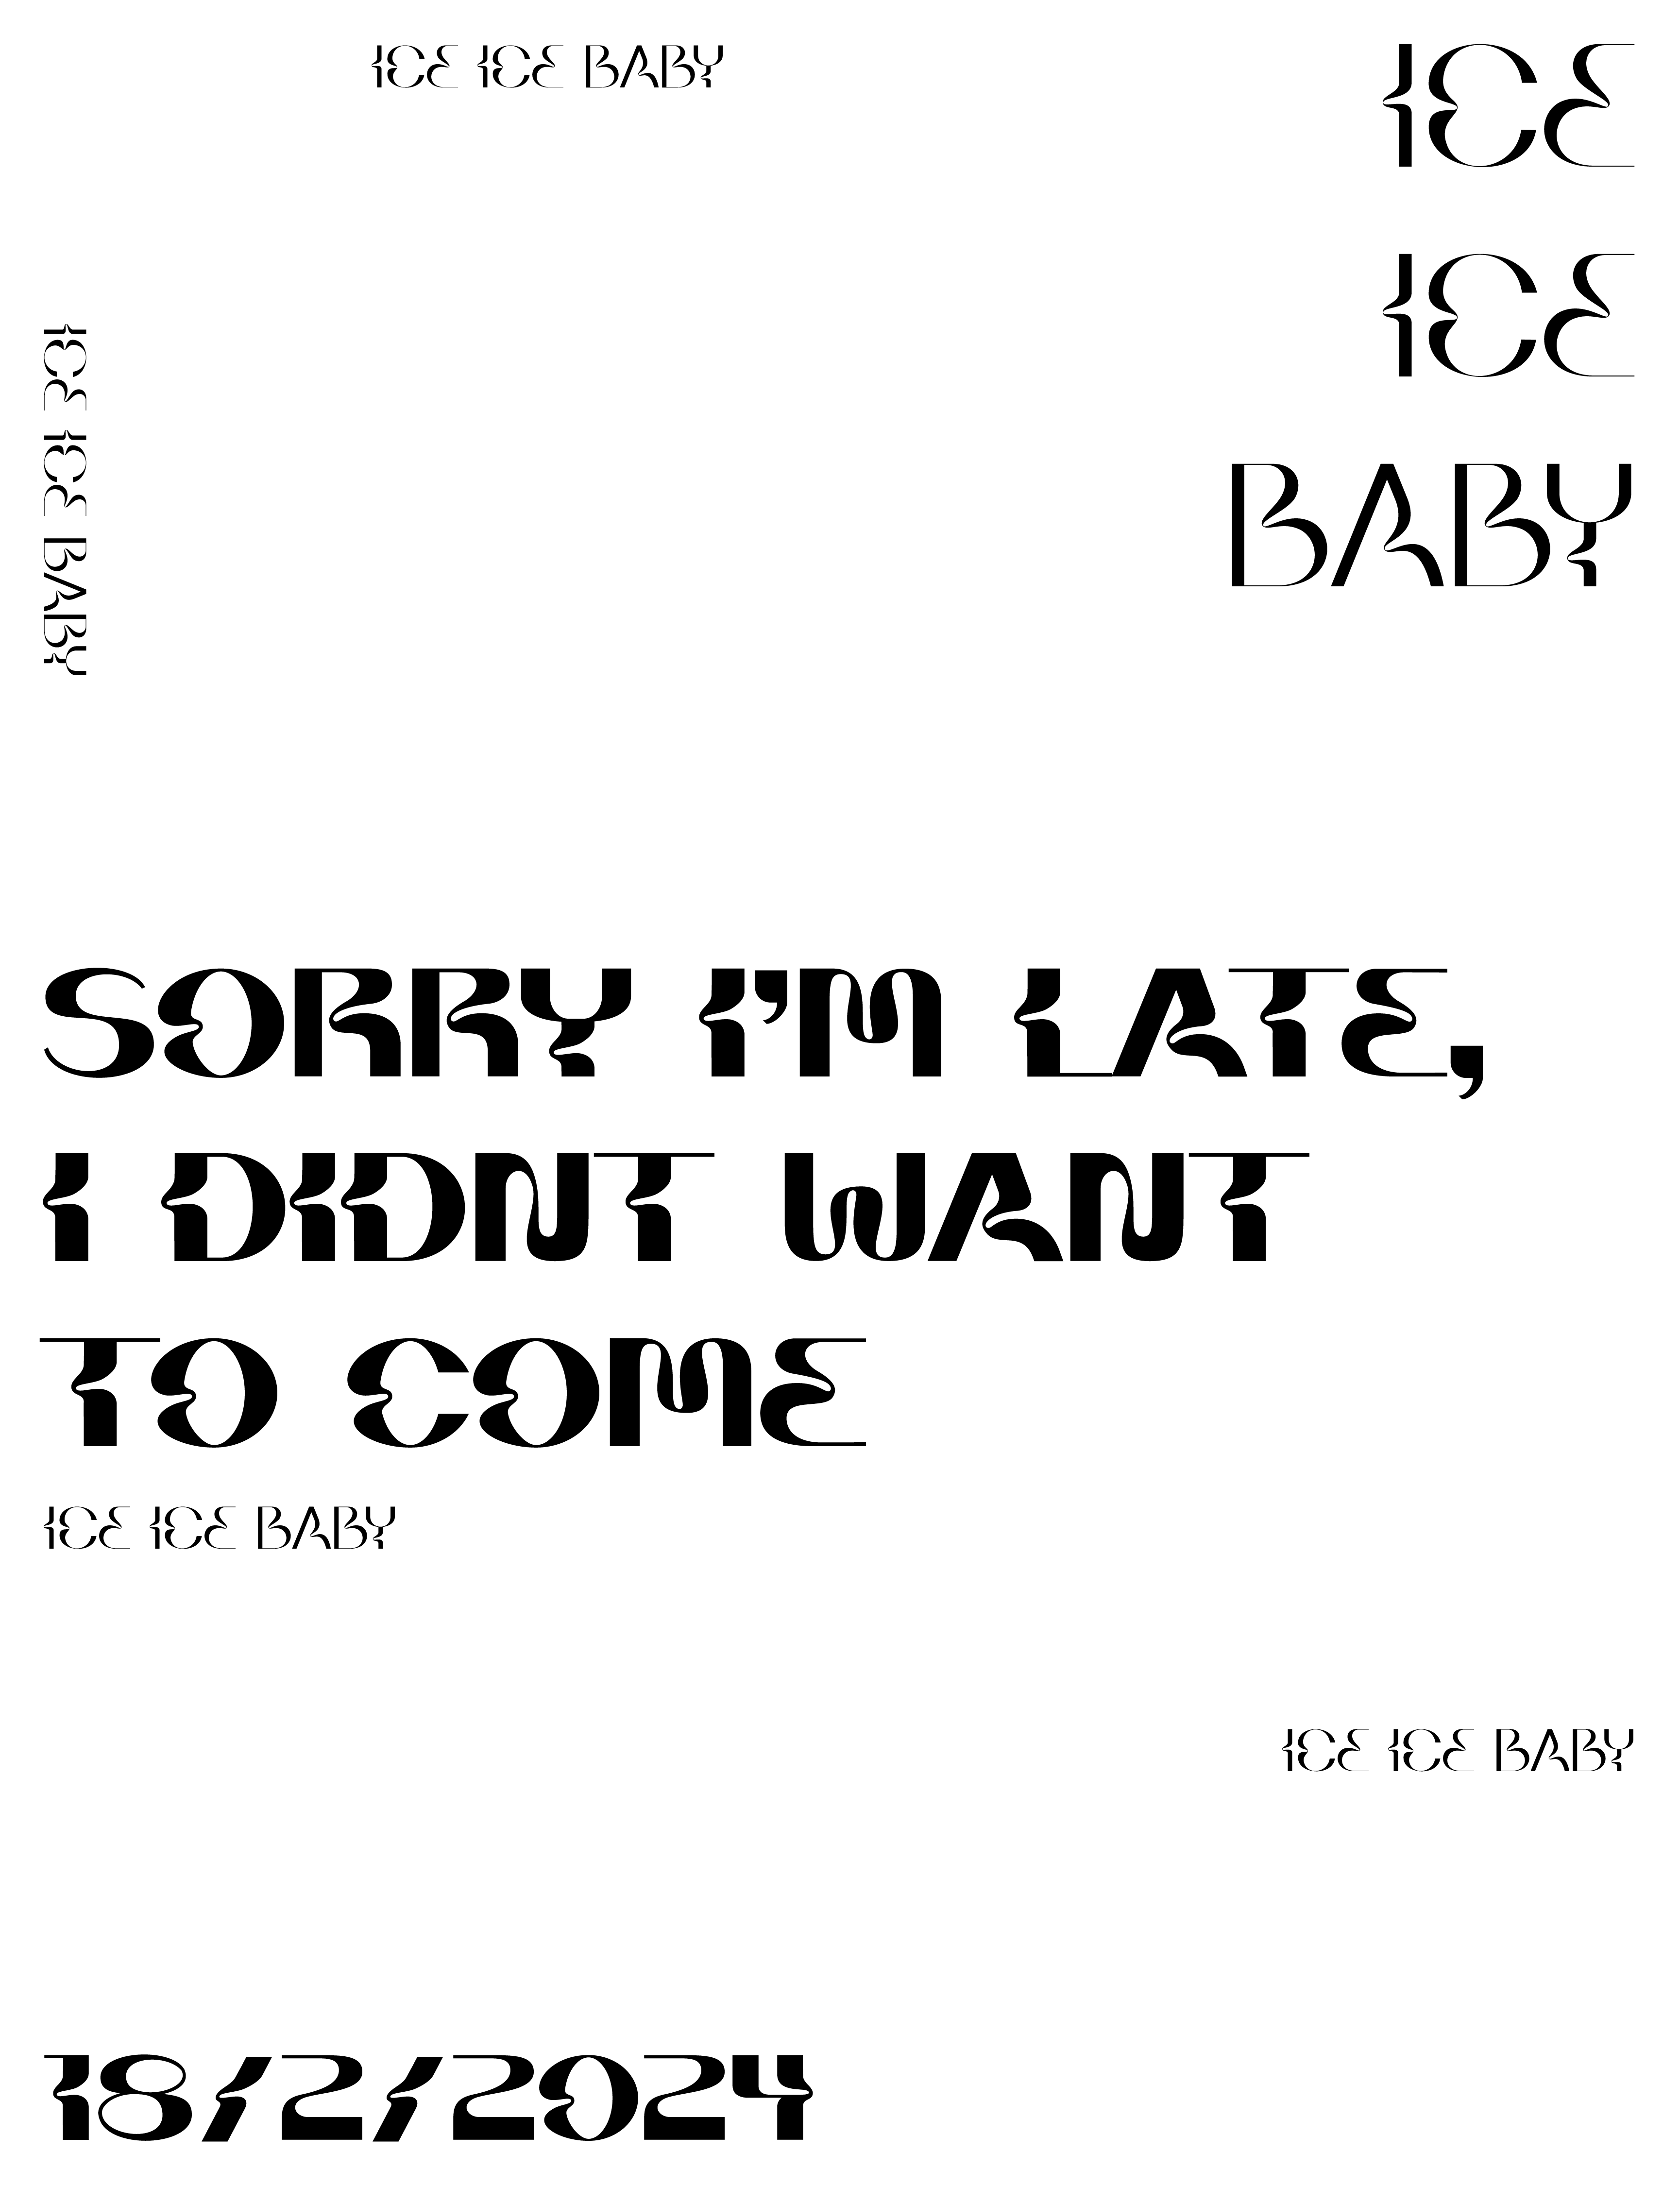 ICE ICE BABY
ICE
ICE
BABY
ICE ICE BABY
SORRY I'M LATE,
I DIDNT WANT
TO COME
ICE ICE BABY
ICE ICE BABY
18/2/2024